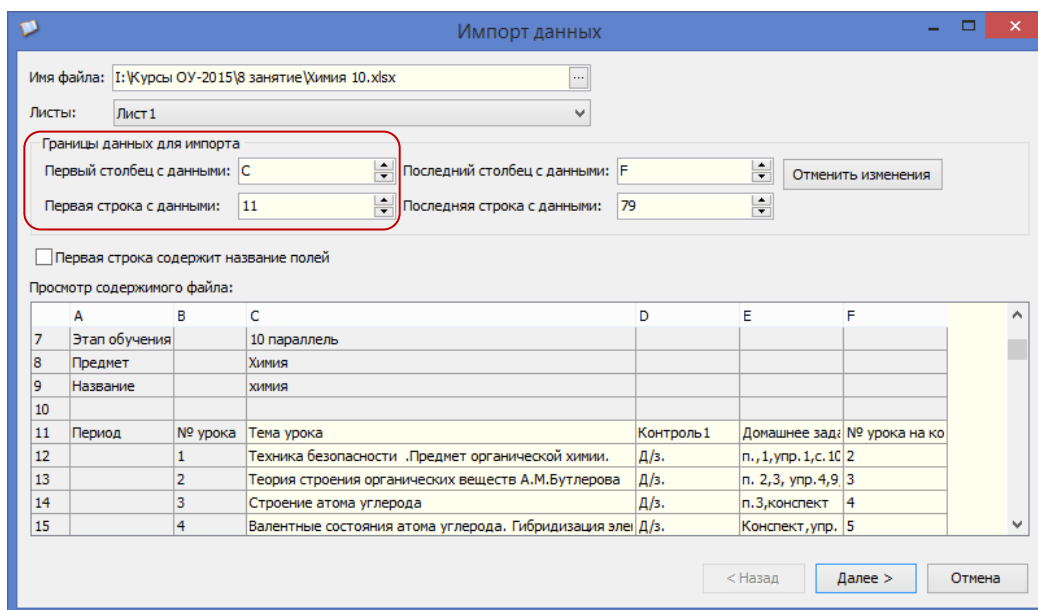 Импорт данных
Имя файла: I:\Курсы ОУ-2015\8 занятие\Химия 10.xlsx ...
Листы: Лист1
Границы данных для импорта
Первый столбец с данными: C Последний столбец с данными: F Отменить изменения
Первая строка с данными: 11 Последняя строка с данными: 79
Первая строка содержит название полей
Просмотр содержимого файла:
A B C D E F
7 Этап обучения 10 параллель
8 Предмет Химия
9 Название химия
10
11 Период № урока Тема урока Контроль1 Домашнее зада № урока на ко
12 1 Техника безопасности .Предмет органической химии. Д/з. п.,1,упр.1,с.10 2
13 2 Теория строения органических веществ А.М.Бутлерова Д/з. п. 2,3, упр.4,9, 3
14 3 Строение атома углерода Д/з. п.3,конспект 4
15 4 Валентные состояния атома углерода. Гибридизация элек Д/з. Конспект,упр. 5
< Назад Далее > Отмена